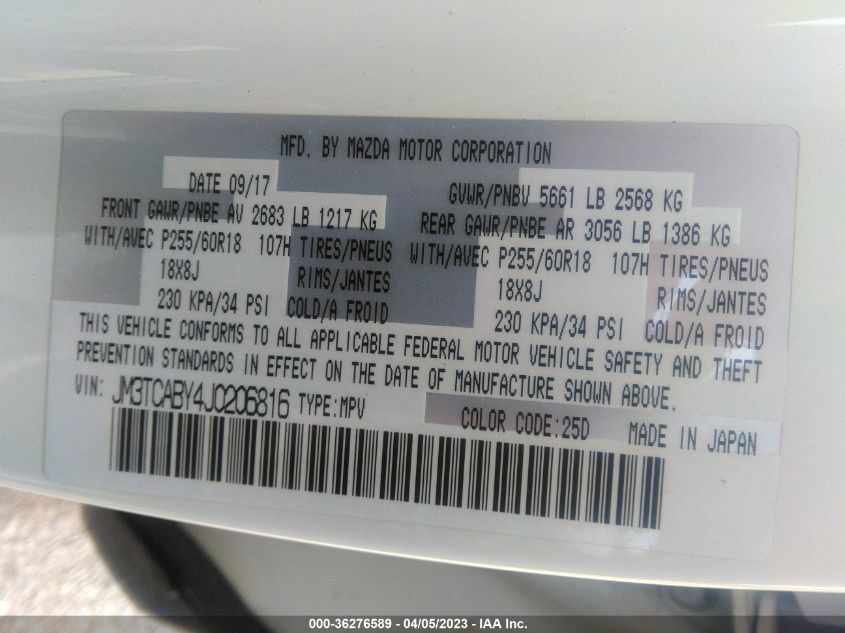 MFD. BY MAZDA MOTOR CORPORATION
DATE 09/17 GVWR/PNBV 5661 LB 2568 KG
FRONT GAWR/PNBE AV 2683 LB 1217 KG REAR GAWR/PNBE AR 3056 LB 1386 KG
WITH/AVEC P255/60R18 107H TIRES/PNEUS WITH/AVEC P255/60R18 107H TIRES/PNEUS
18X8J RIMS/JANTES 18X8J RIMS/JANTES
230 KPA/34 PSI COLD/A FROID 230 KPA/34 PSI COLD/A FROID
THIS VEHICLE CONFORMS TO ALL APPLICABLE FEDERAL MOTOR VEHICLE SAFETY AND THEFT
PREVENTION STANDARDS IN EFFECT ON THE DATE OF MANUFACTURE SHOWN ABOVE.
VIN: JM3TCABY4J0206816 TYPE:MPV COLOR CODE:25D MADE IN JAPAN
000-36276589 - 04/05/2023 - IAA Inc.